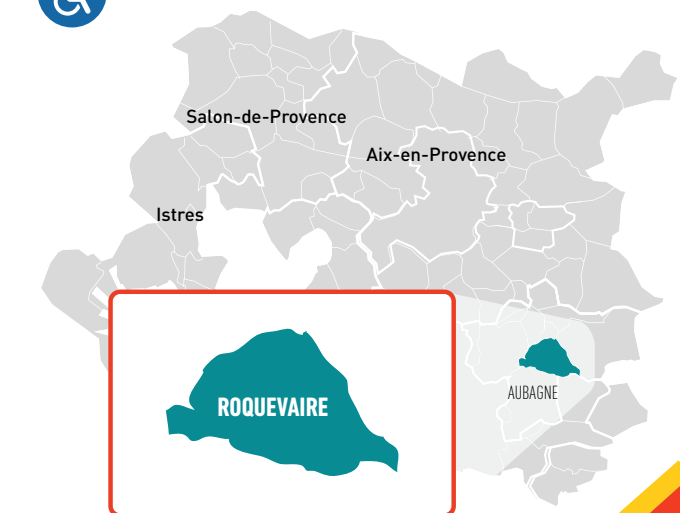 Salon-de-Provence
Aix-en-Provence
Istres
ROQUEVAIRE
AUBAGNE